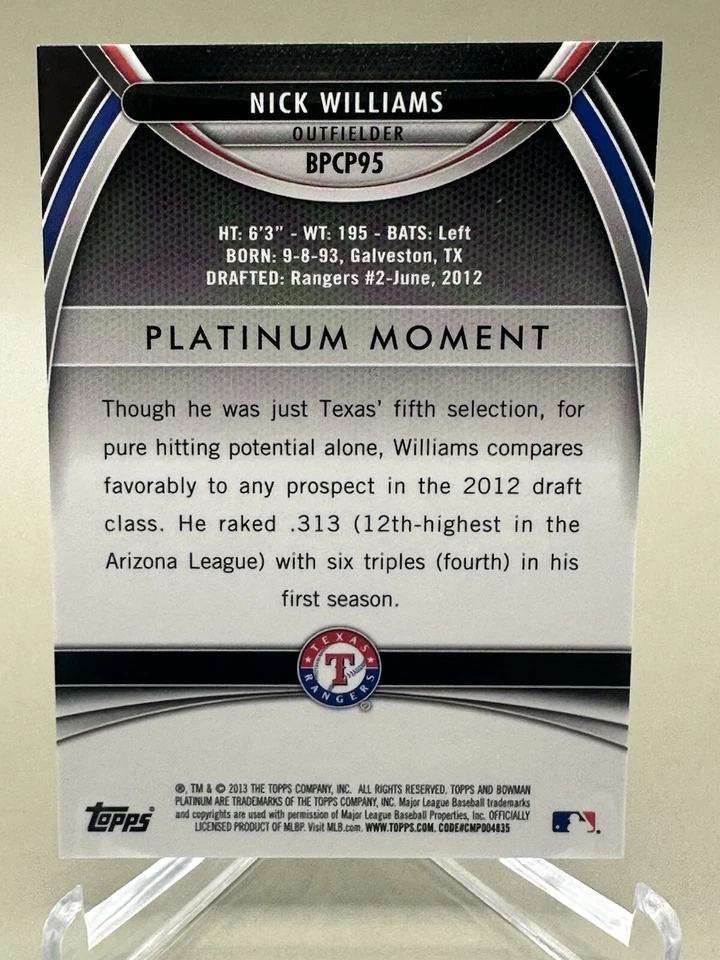 NICK WILLIAMS
OUTFIELDER
BPCP95
HT: 6'3" - WT: 195 - BATS: Left
BORN: 9-8-93, Galveston, TX
DRAFTED: Rangers #2-June, 2012
PLATINUM MOMENT
Though he was just Texas' fifth selection, for
pure hitting potential alone, Williams compares
favorably to any prospect in the 2012 draft
class. He raked .313 (12th-highest in the
Arizona League) with six triples (fourth) in his
first season.
TEXAS
T
RANGERS
®
®, TM & © 2013 THE TOPPS COMPANY, INC. ALL RIGHTS RESERVED. TOPPS AND BOWMAN
PLATINUM ARE TRADEMARKS OF THE TOPPS COMPANY, INC. Major League Baseball trademarks
and copyrights are used with permission of Major League Baseball Properties, Inc. OFFICIALLY
LICENSED PRODUCT OF MLBP. Visit MLB.com. WWW.TOPPS.COM. CODE#CMP004835
Topps®